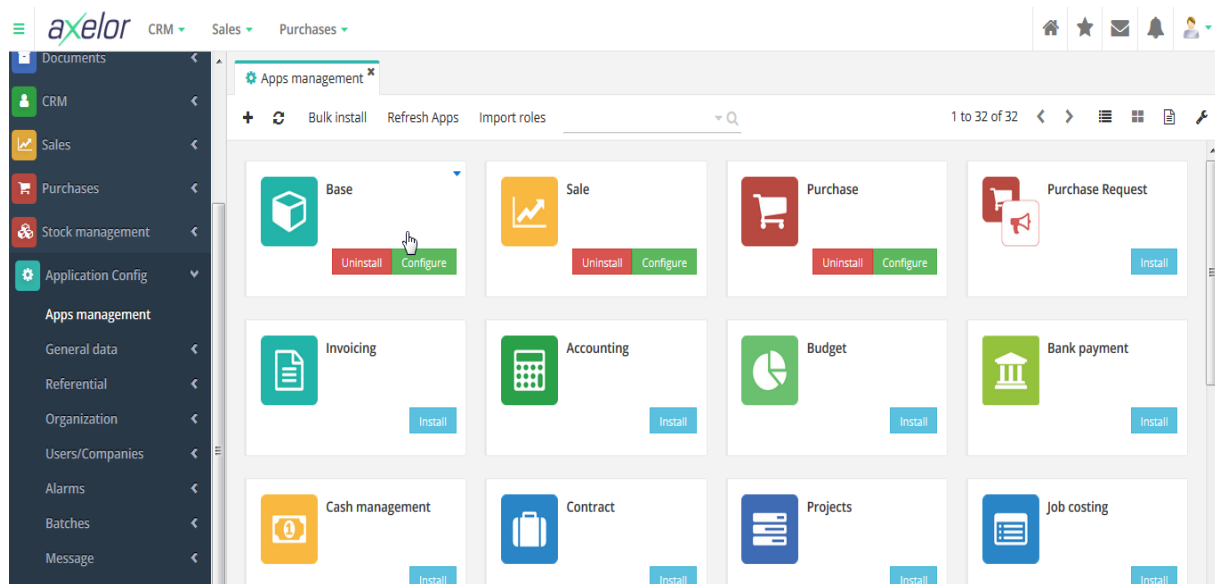 axelor CRM Sales Purchases
Documents
CRM
Sales
Purchases
Stock management
Application Config
Apps management
General data
Referential
Organization
Users/Companies
Alarms
Batches
Message
Apps management
Bulk install Refresh Apps Import roles 1 to 32 of 32
Base Sale Purchase Purchase Request
Uninstall Configure Uninstall Configure Uninstall Configure Install
Invoicing Accounting Budget Bank payment
Install Install Install Install
Cash management Contract Projects Job costing
1
Install Install Install Install